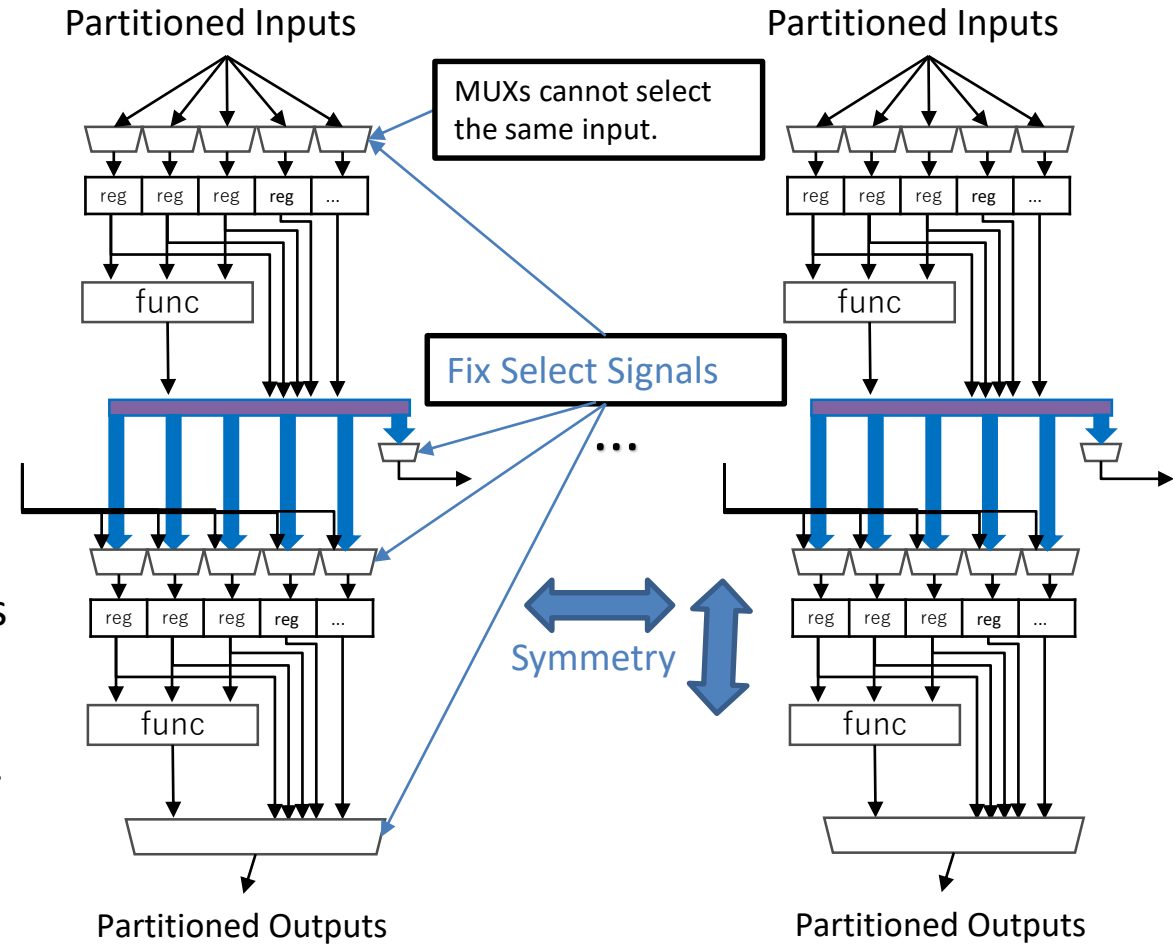 Partitioned Inputs
Partitioned Inputs
MUXs cannot select
the same input.
reg reg reg reg ...
reg reg reg reg ...
func
func
Fix Select Signals
...
s
reg reg reg reg ...
reg reg reg reg ...
Symmetry
func
func
.
Partitioned Outputs
Partitioned Outputs